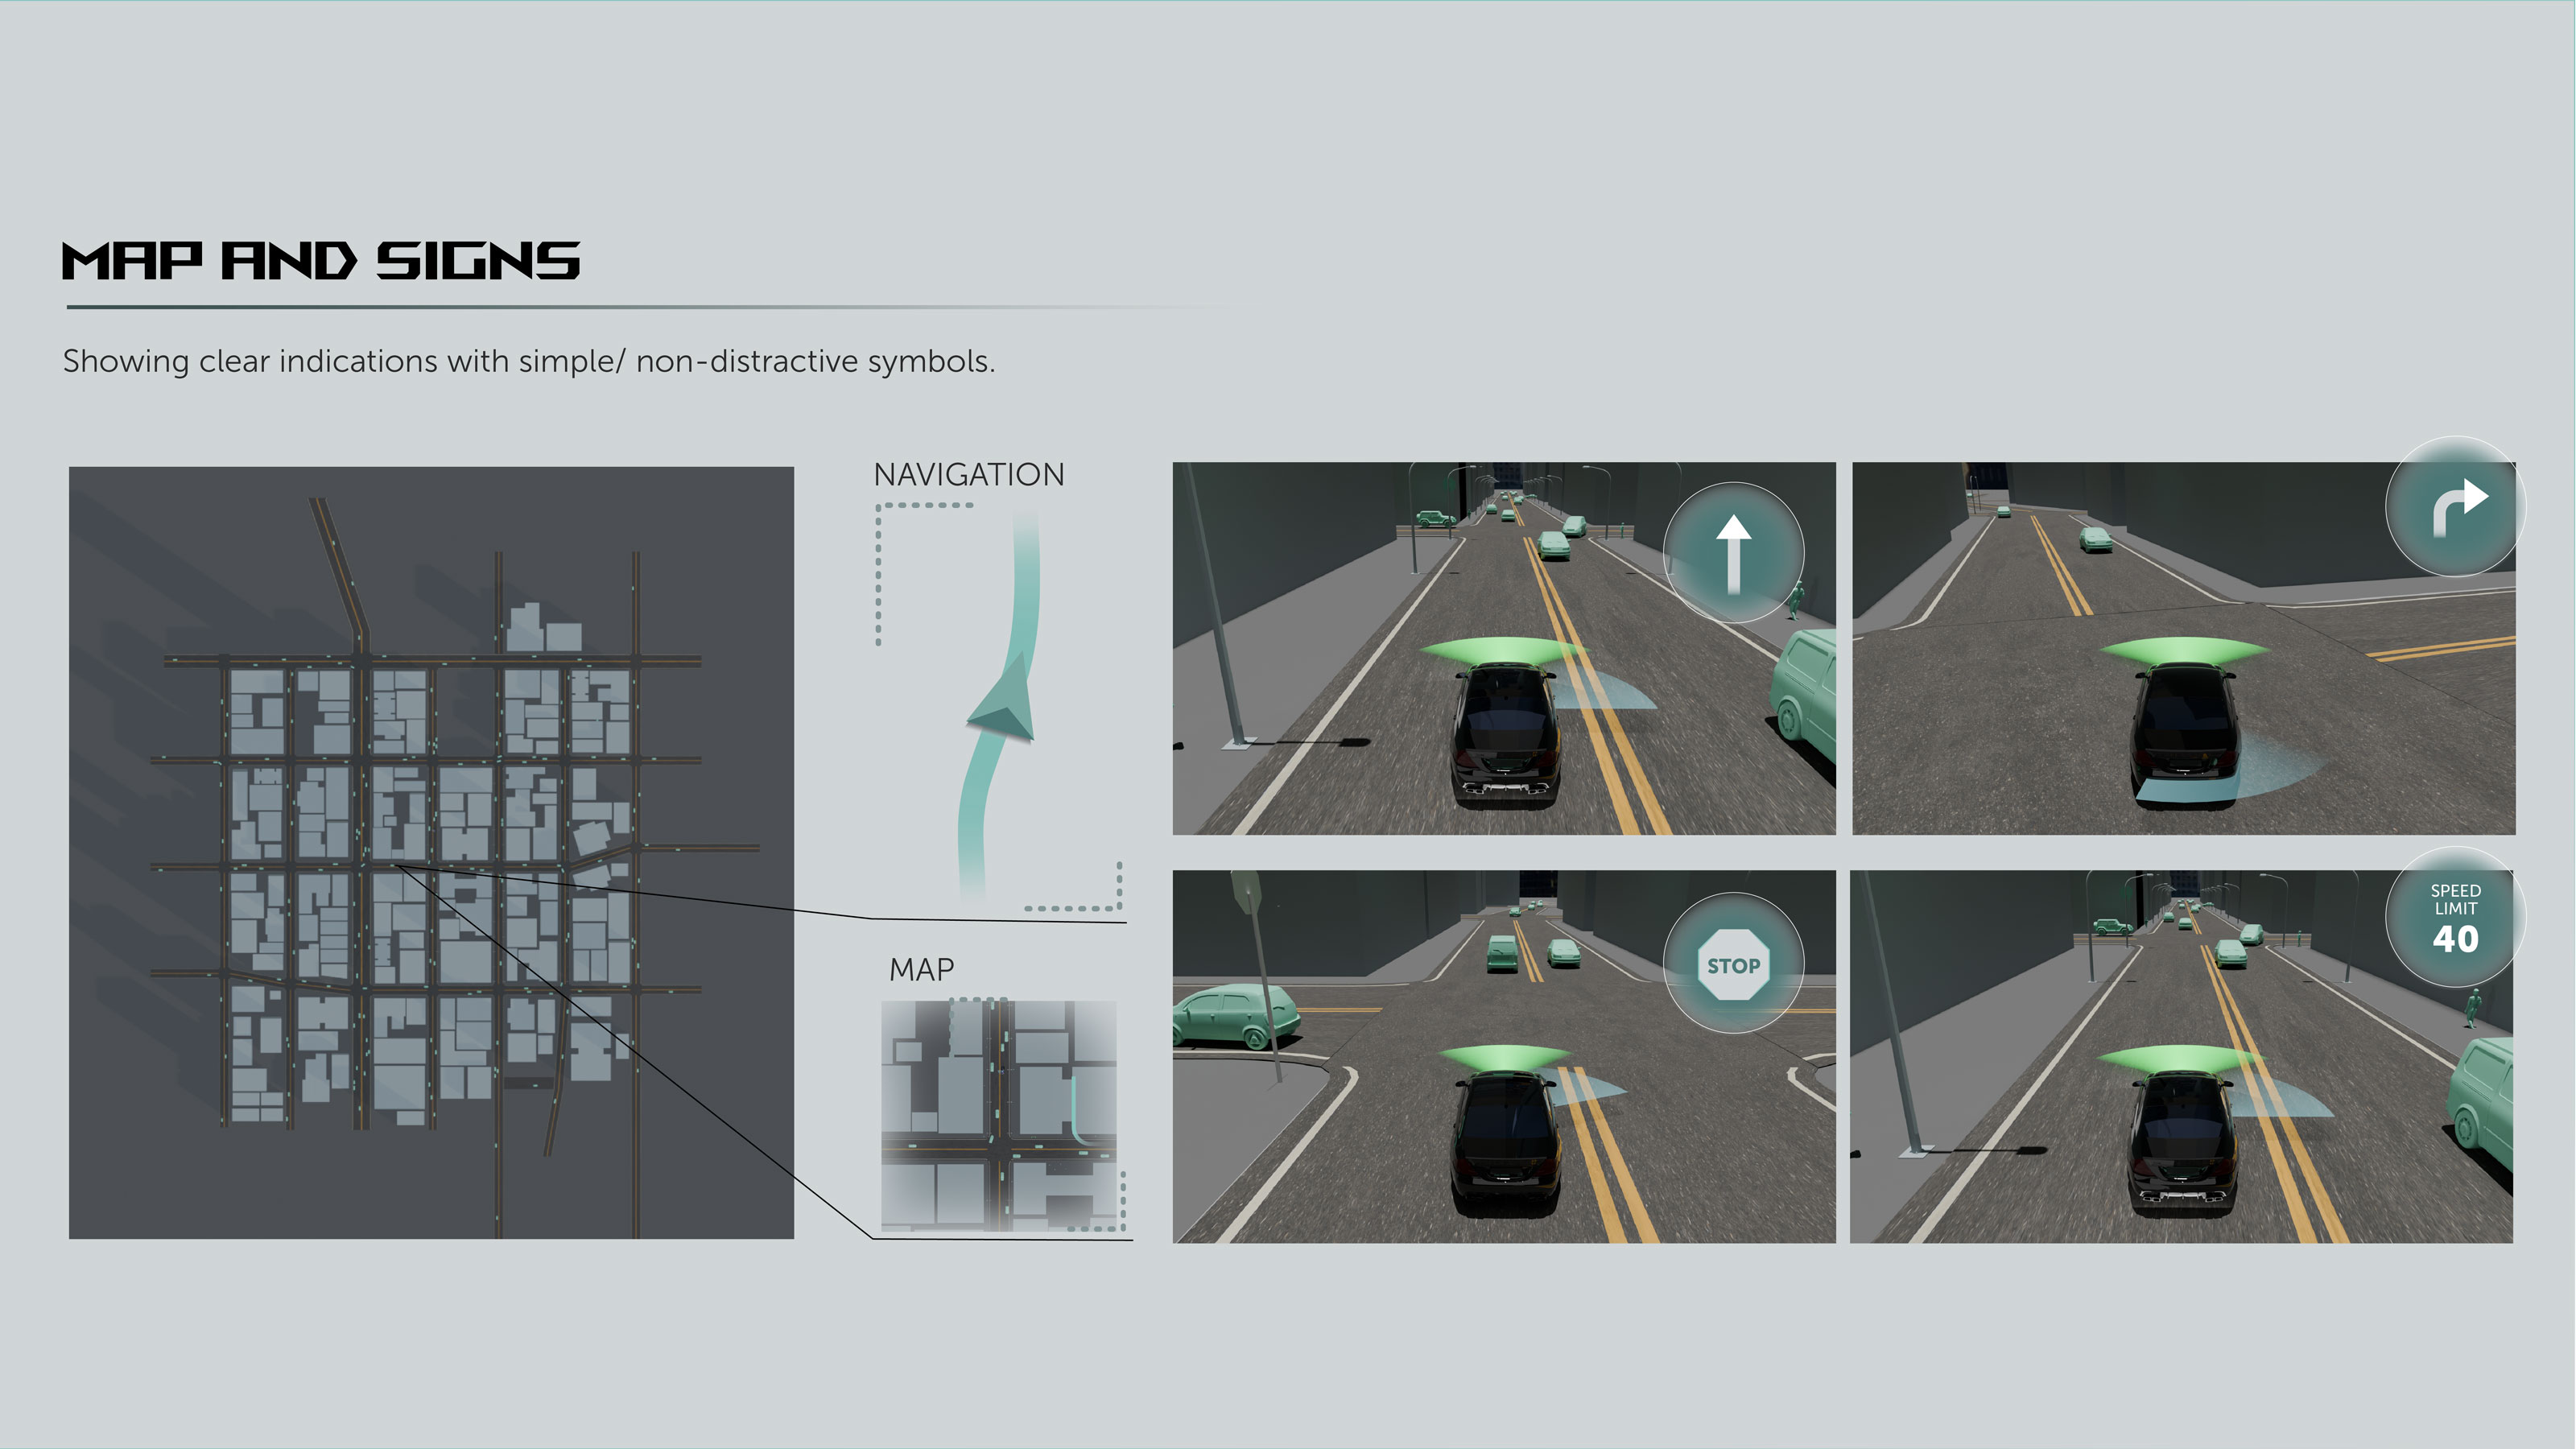 MAP AND SIGNS
Showing clear indications with simple/ non-distractive symbols.
NAVIGATION
MAP
STOP
SPEED
LIMIT
40